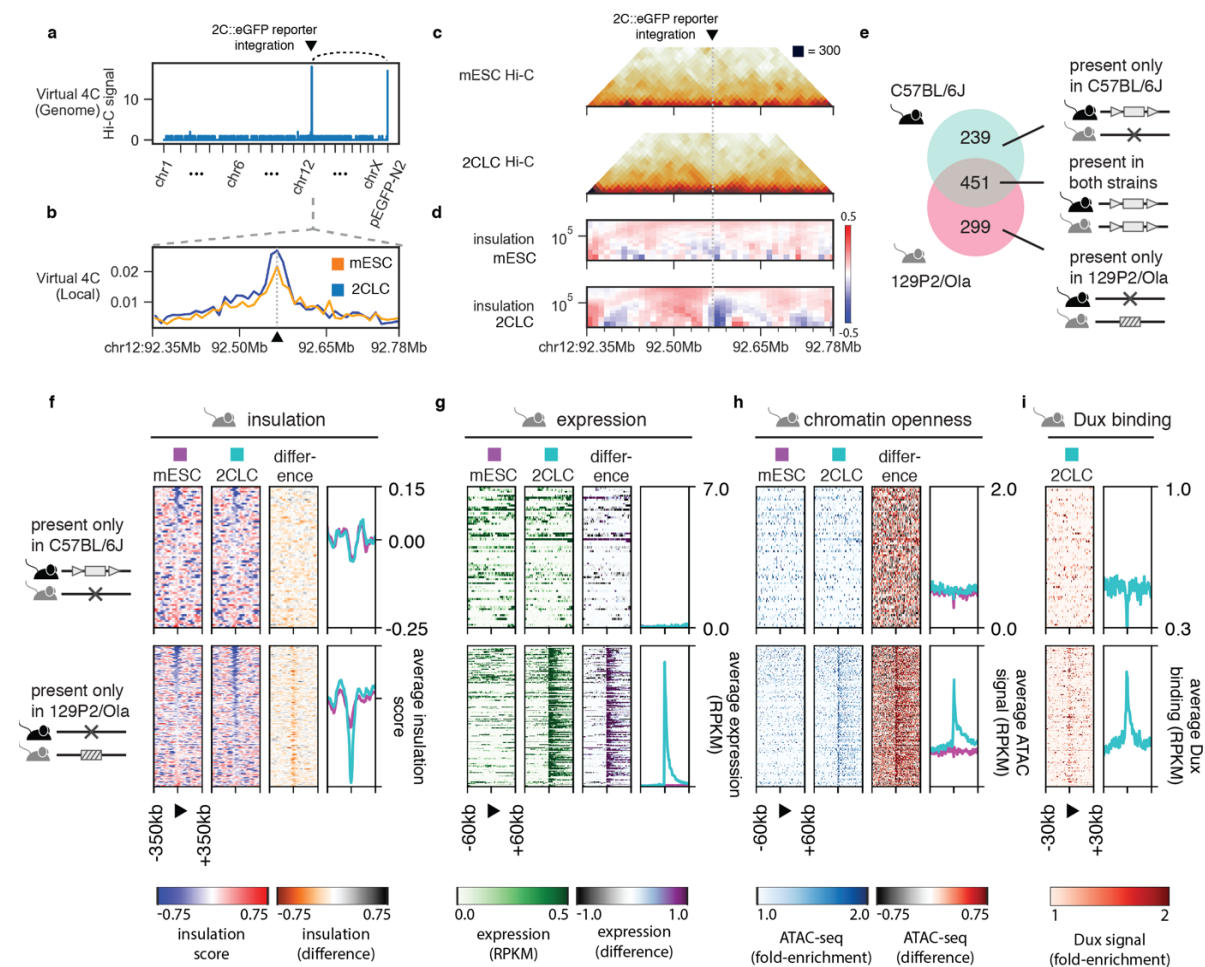 a
2C::eGFP reporter
integration
Virtual 4C
(Genome)
Hi-C signal
10
0
chr1
...
chr6
...
chr12
...
chrX
pEGFP-N2
b
Virtual 4C
(Local)
0.02
0.01
mESC
2CLC
chr12:92.35Mb
92.50Mb
92.65Mb
92.78Mb
c
2C::eGFP reporter
integration
= 300
mESC Hi-C
2CLC Hi-C
d
insulation
mESC
10^5
insulation
2CLC
10^5
0.5
-0.5
chr12:92.35Mb
92.50Mb
92.65Mb
92.78Mb
e
C57BL/6J
239
451
299
129P2/Ola
present only
in C57BL/6J
present in
both strains
present only
in 129P2/Ola
f
insulation
mESC
2CLC
differ-
ence
0.15
0.00
-0.25
average insulation
score
present only
in C57BL/6J
present only
in 129P2/Ola
-350kb
+350kb
-0.75
0.75
insulation
score
-0.75
0.75
insulation
(difference)
g
expression
mESC
2CLC
differ-
ence
7.0
0.0
average expression
(RPKM)
-60kb
+60kb
0.0
0.5
expression
(RPKM)
-1.0
1.0
expression
(difference)
h
chromatin openness
mESC
2CLC
differ-
ence
2.0
0.0
average ATAC
signal (RPKM)
-60kb
+60kb
1.0
2.0
ATAC-seq
(fold-enrichment)
-0.75
0.75
ATAC-seq
(difference)
i
Dux binding
2CLC
1.0
0.3
average Dux
binding (RPKM)
-30kb
+30kb
1
2
Dux signal
(fold-enrichment)